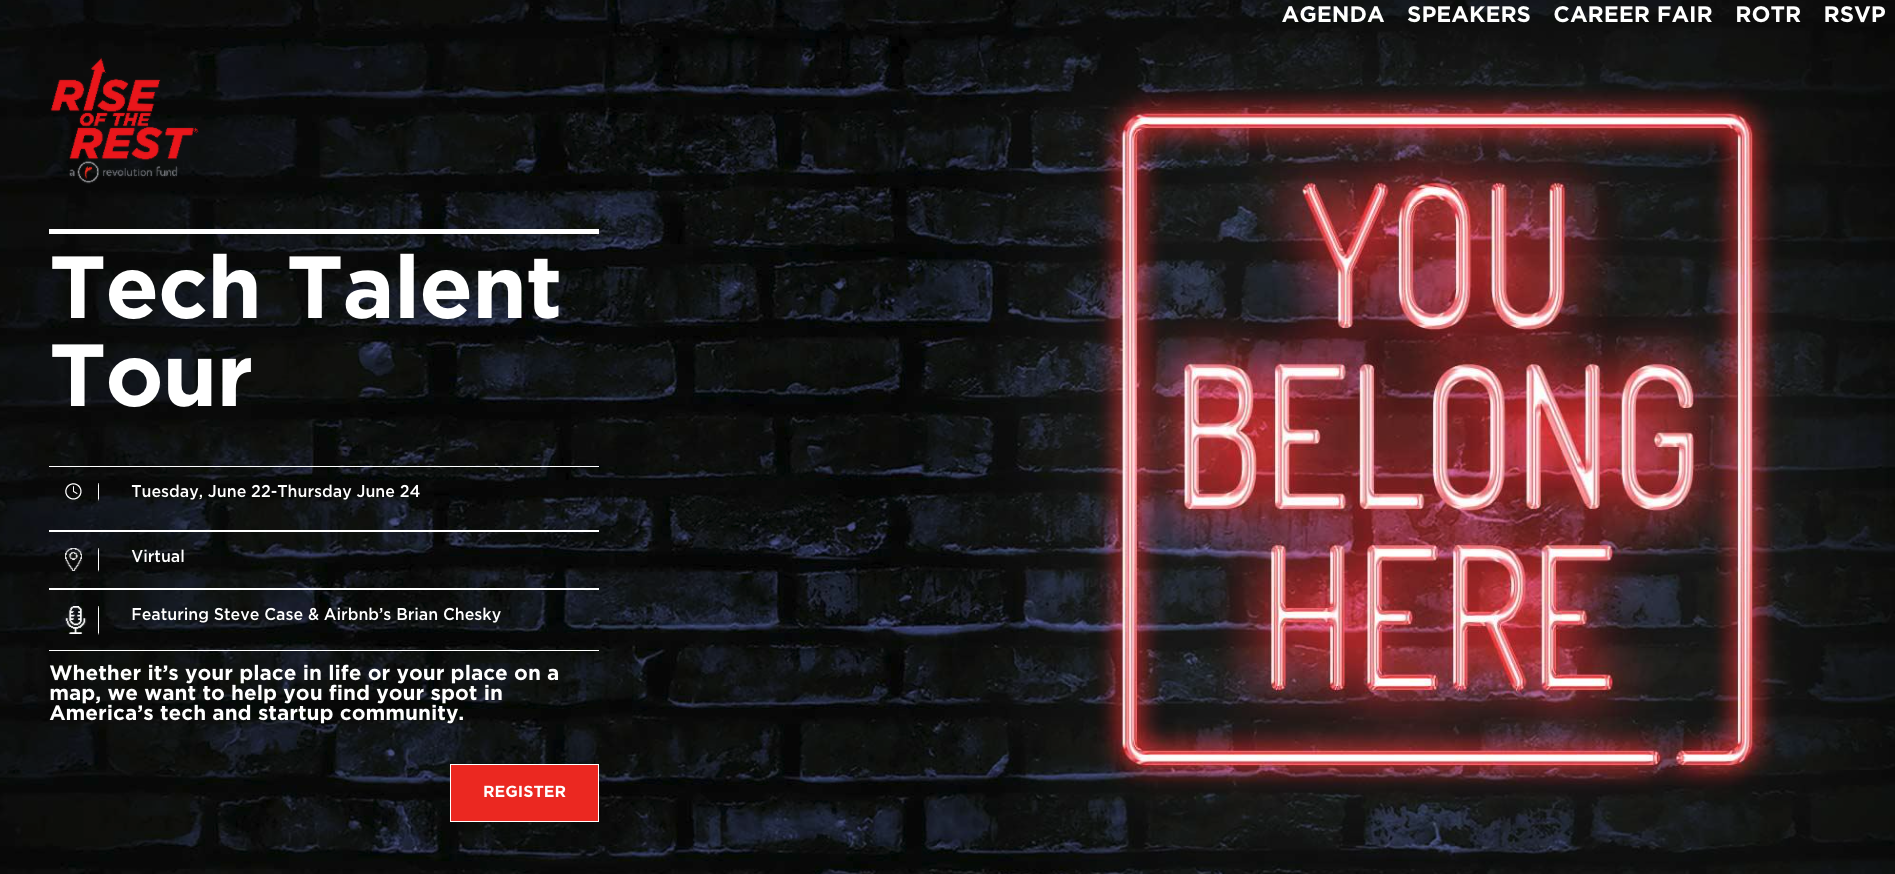 AGENDA SPEAKERS CAREER FAIR ROTR RSVP
RISE
OF THE
REST
a r revolution fund
Tech Talent
Tour
Tuesday, June 22-Thursday June 24
Virtual
Featuring Steve Case & Airbnb’s Brian Chesky
Whether it’s your place in life or your place on a
map, we want to help you find your spot in
America’s tech and startup community.
REGISTER
YOU
BELONG
HERE